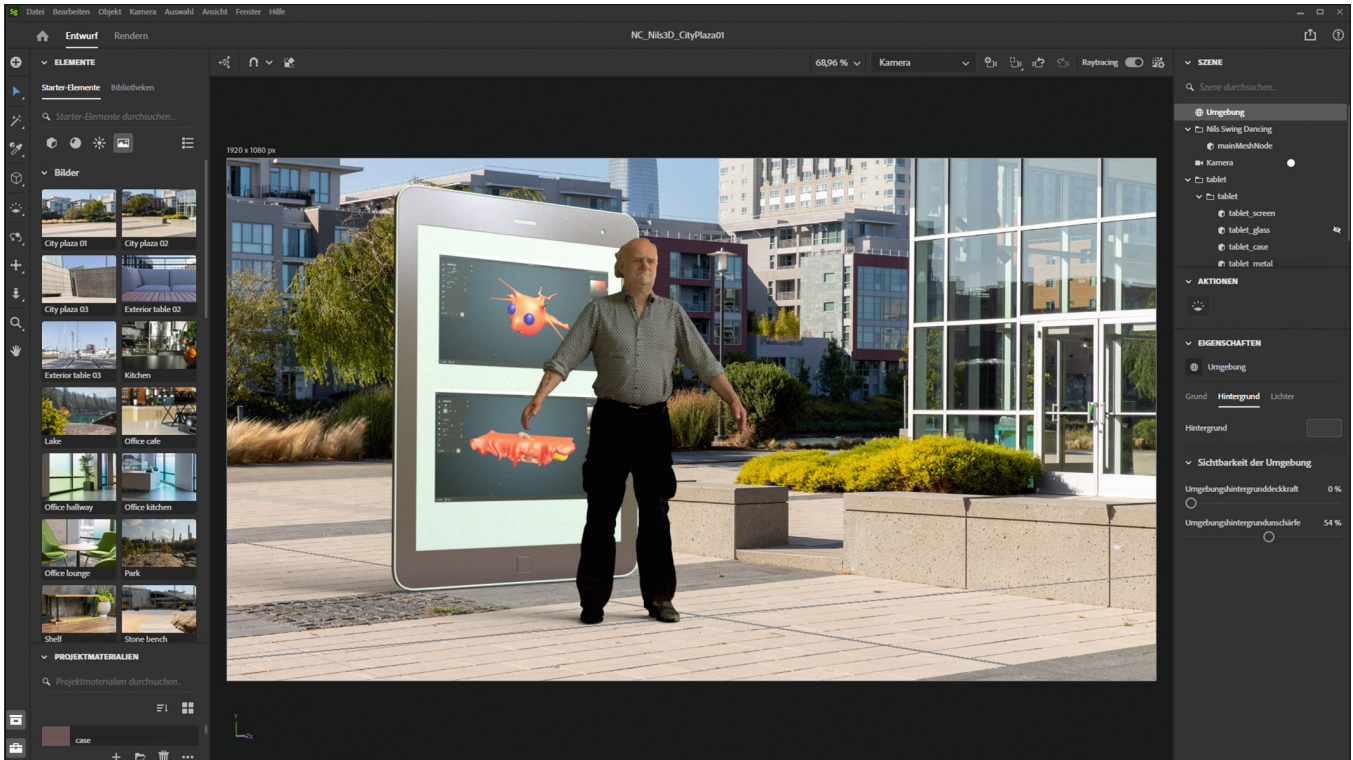 Sg Datei Bearbeiten Objekt Kamera Auswahl Ansicht Fenster Hilfe
Entwurf Rendern
NC_Nils3D_CityPlaza01
ELEMENTE
Starter-Elemente Bibliotheken
Starter-Elemente durchsuchen..
Bilder
City plaza 01 City plaza 02
City plaza 03 Exterior table 02
Exterior table 03 Kitchen
Lake Office cafe
Office hallway Office kitchen
Office lounge Park
Shelf Stone bench
PROJEKTMATERIALIEN
Projektmaterialien durchsuchen..
case
68,96 % Kamera Raytracing
1920 x 1080 px
Y
ZX
SZENE
Szene durchsuchen..
Umgebung
Nils Swing Dancing
mainMeshNode
Kamera
tablet
tablet
tablet_screen
tablet_glass
tablet_case
tablet_metal
AKTIONEN
EIGENSCHAFTEN
Umgebung
Grund Hintergrund Lichter
Hintergrund
Sichtbarkeit der Umgebung
Umgebungshintergrunddeckkraft 0 %
Umgebungshintergrundunschärfe 54 %